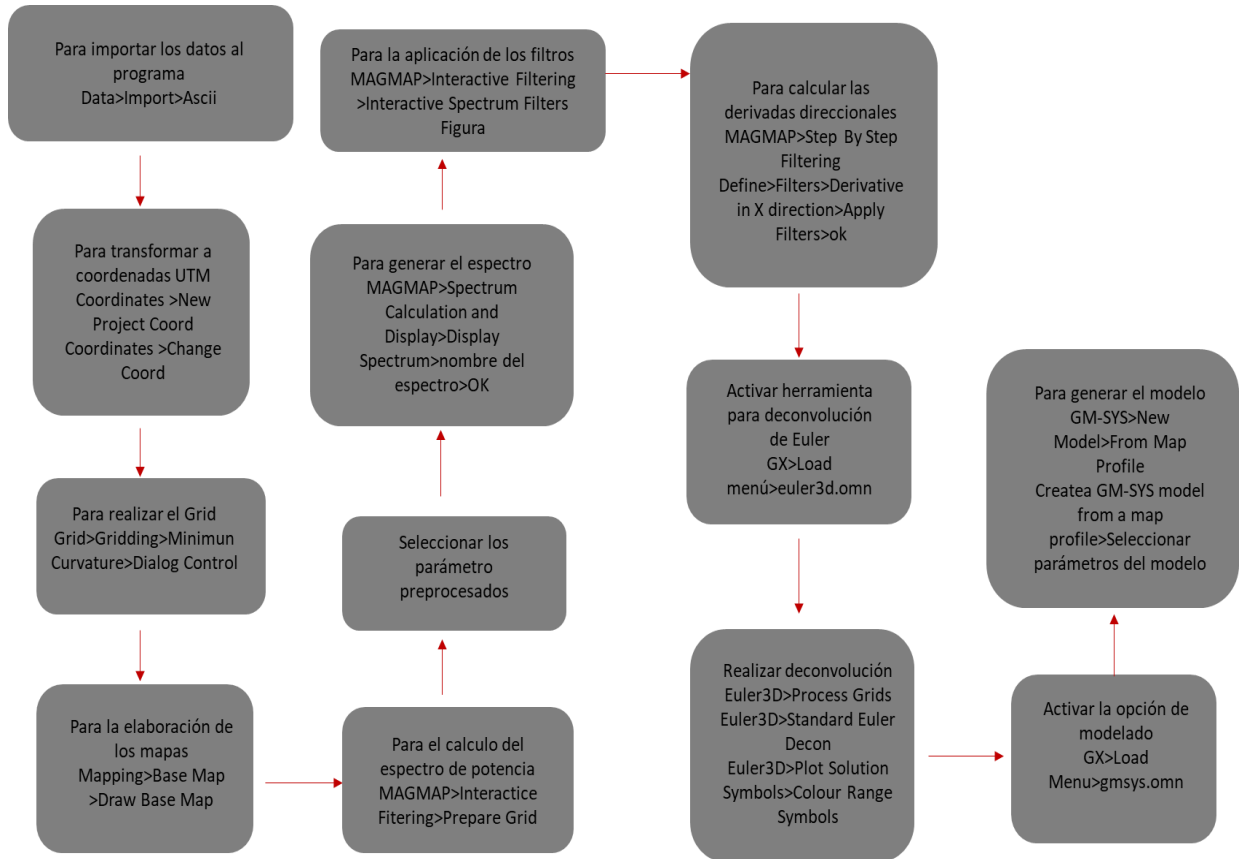 Para importar los datos al
programa
Data>Import>Ascii
Para transformar a
coordenadas UTM
Coordinates >New
Project Coord
Coordinates >Change
Coord
Para realizar el Grid
Grid>Gridding>Minimun
Curvature>Dialog Control
Para la elaboración de
los mapas
Mapping>Base Map
>Draw Base Map
Para el calculo del
espectro de potencia
MAGMAP>Interactice
Fitering>Prepare Grid
Seleccionar los
parámetro
preprocesados
Para generar el espectro
MAGMAP>Spectrum
Calculation and
Display>Display
Spectrum>nombre del
espectro>OK
Para la aplicación de los filtros
MAGMAP>Interactive Filtering
>Interactive Spectrum Filters
Figura
Para calcular las
derivadas direccionales
MAGMAP>Step By Step
Filtering
Define>Filters>Derivative
in X direction>Apply
Filters>ok
Activar herramienta
para deconvolución
de Euler
GX>Load
menú>euler3d.omn
Realizar deconvolución
Euler3D>Process Grids
Euler3D>Standard Euler
Decon
Euler3D>Plot Solution
Symbols>Colour Range
Symbols
Activar la opción de
modelado
GX>Load
Menu>gmsys.omn
Para generar el modelo
GM-SYS>New
Model>From Map
Profile
Createa GM-SYS model
from a map
profile>Seleccionar
parámetros del modelo